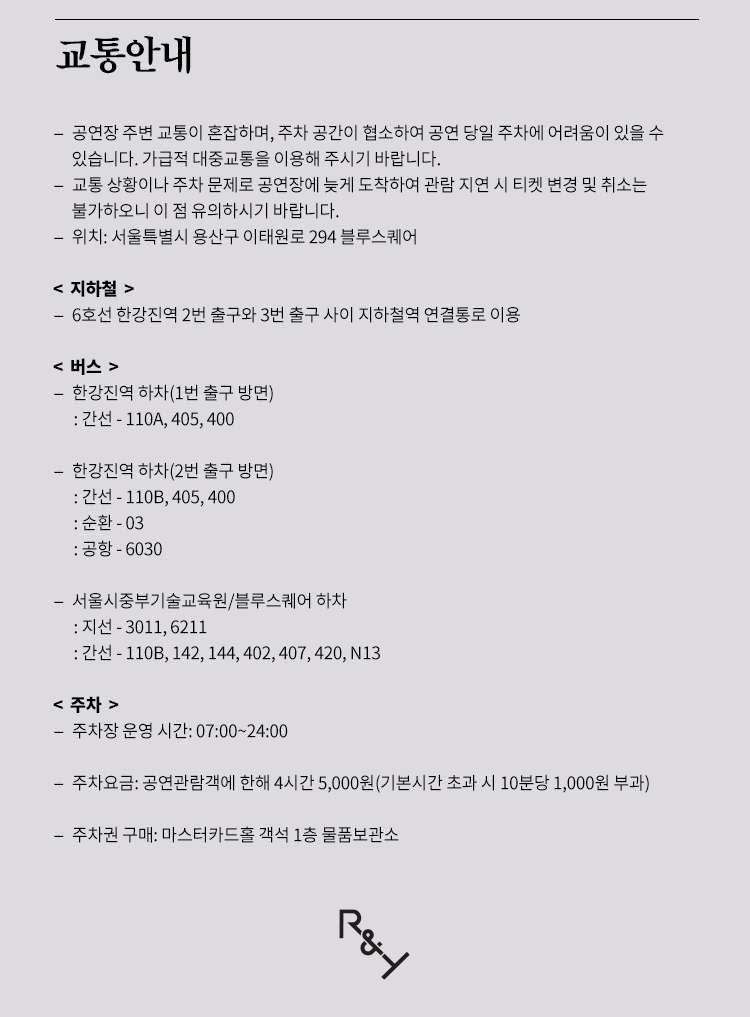 교통안내
– 공연장 주변 교통이 혼잡하며, 주차 공간이 협소하여 공연 당일 주차에 어려움이 있을 수
있습니다. 가급적 대중교통을 이용해 주시기 바랍니다.
– 교통 상황이나 주차 문제로 공연장에 늦게 도착하여 관람 지연 시 티켓 변경 및 취소는
불가하오니 이 점 유의하시기 바랍니다.
– 위치: 서울특별시 용산구 이태원로 294 블루스퀘어
< 지하철 >
– 6호선 한강진역 2번 출구와 3번 출구 사이 지하철역 연결통로 이용
< 버스 >
– 한강진역 하차(1번 출구 방면)
: 간선 - 110A, 405, 400
– 한강진역 하차(2번 출구 방면)
: 간선 - 110B, 405, 400
: 순환 - 03
: 공항 - 6030
– 서울시중부기술교육원/블루스퀘어 하차
: 지선 - 3011, 6211
: 간선 - 110B, 142, 144, 402, 407, 420, N13
< 주차 >
– 주차장 운영 시간: 07:00~24:00
– 주차요금: 공연관람객에 한해 4시간 5,000원(기본시간 초과 시 10분당 1,000원 부과)
– 주차권 구매: 마스터카드홀 객석 1층 물품보관소
R&H